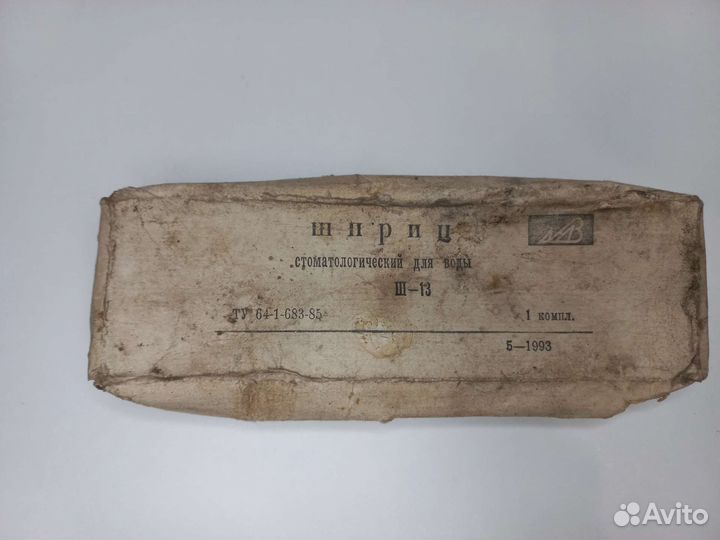 шприц
стоматологический для воды
Ш—13
ТУ 64-1-683-85
1 компл.
5—1993
Avito